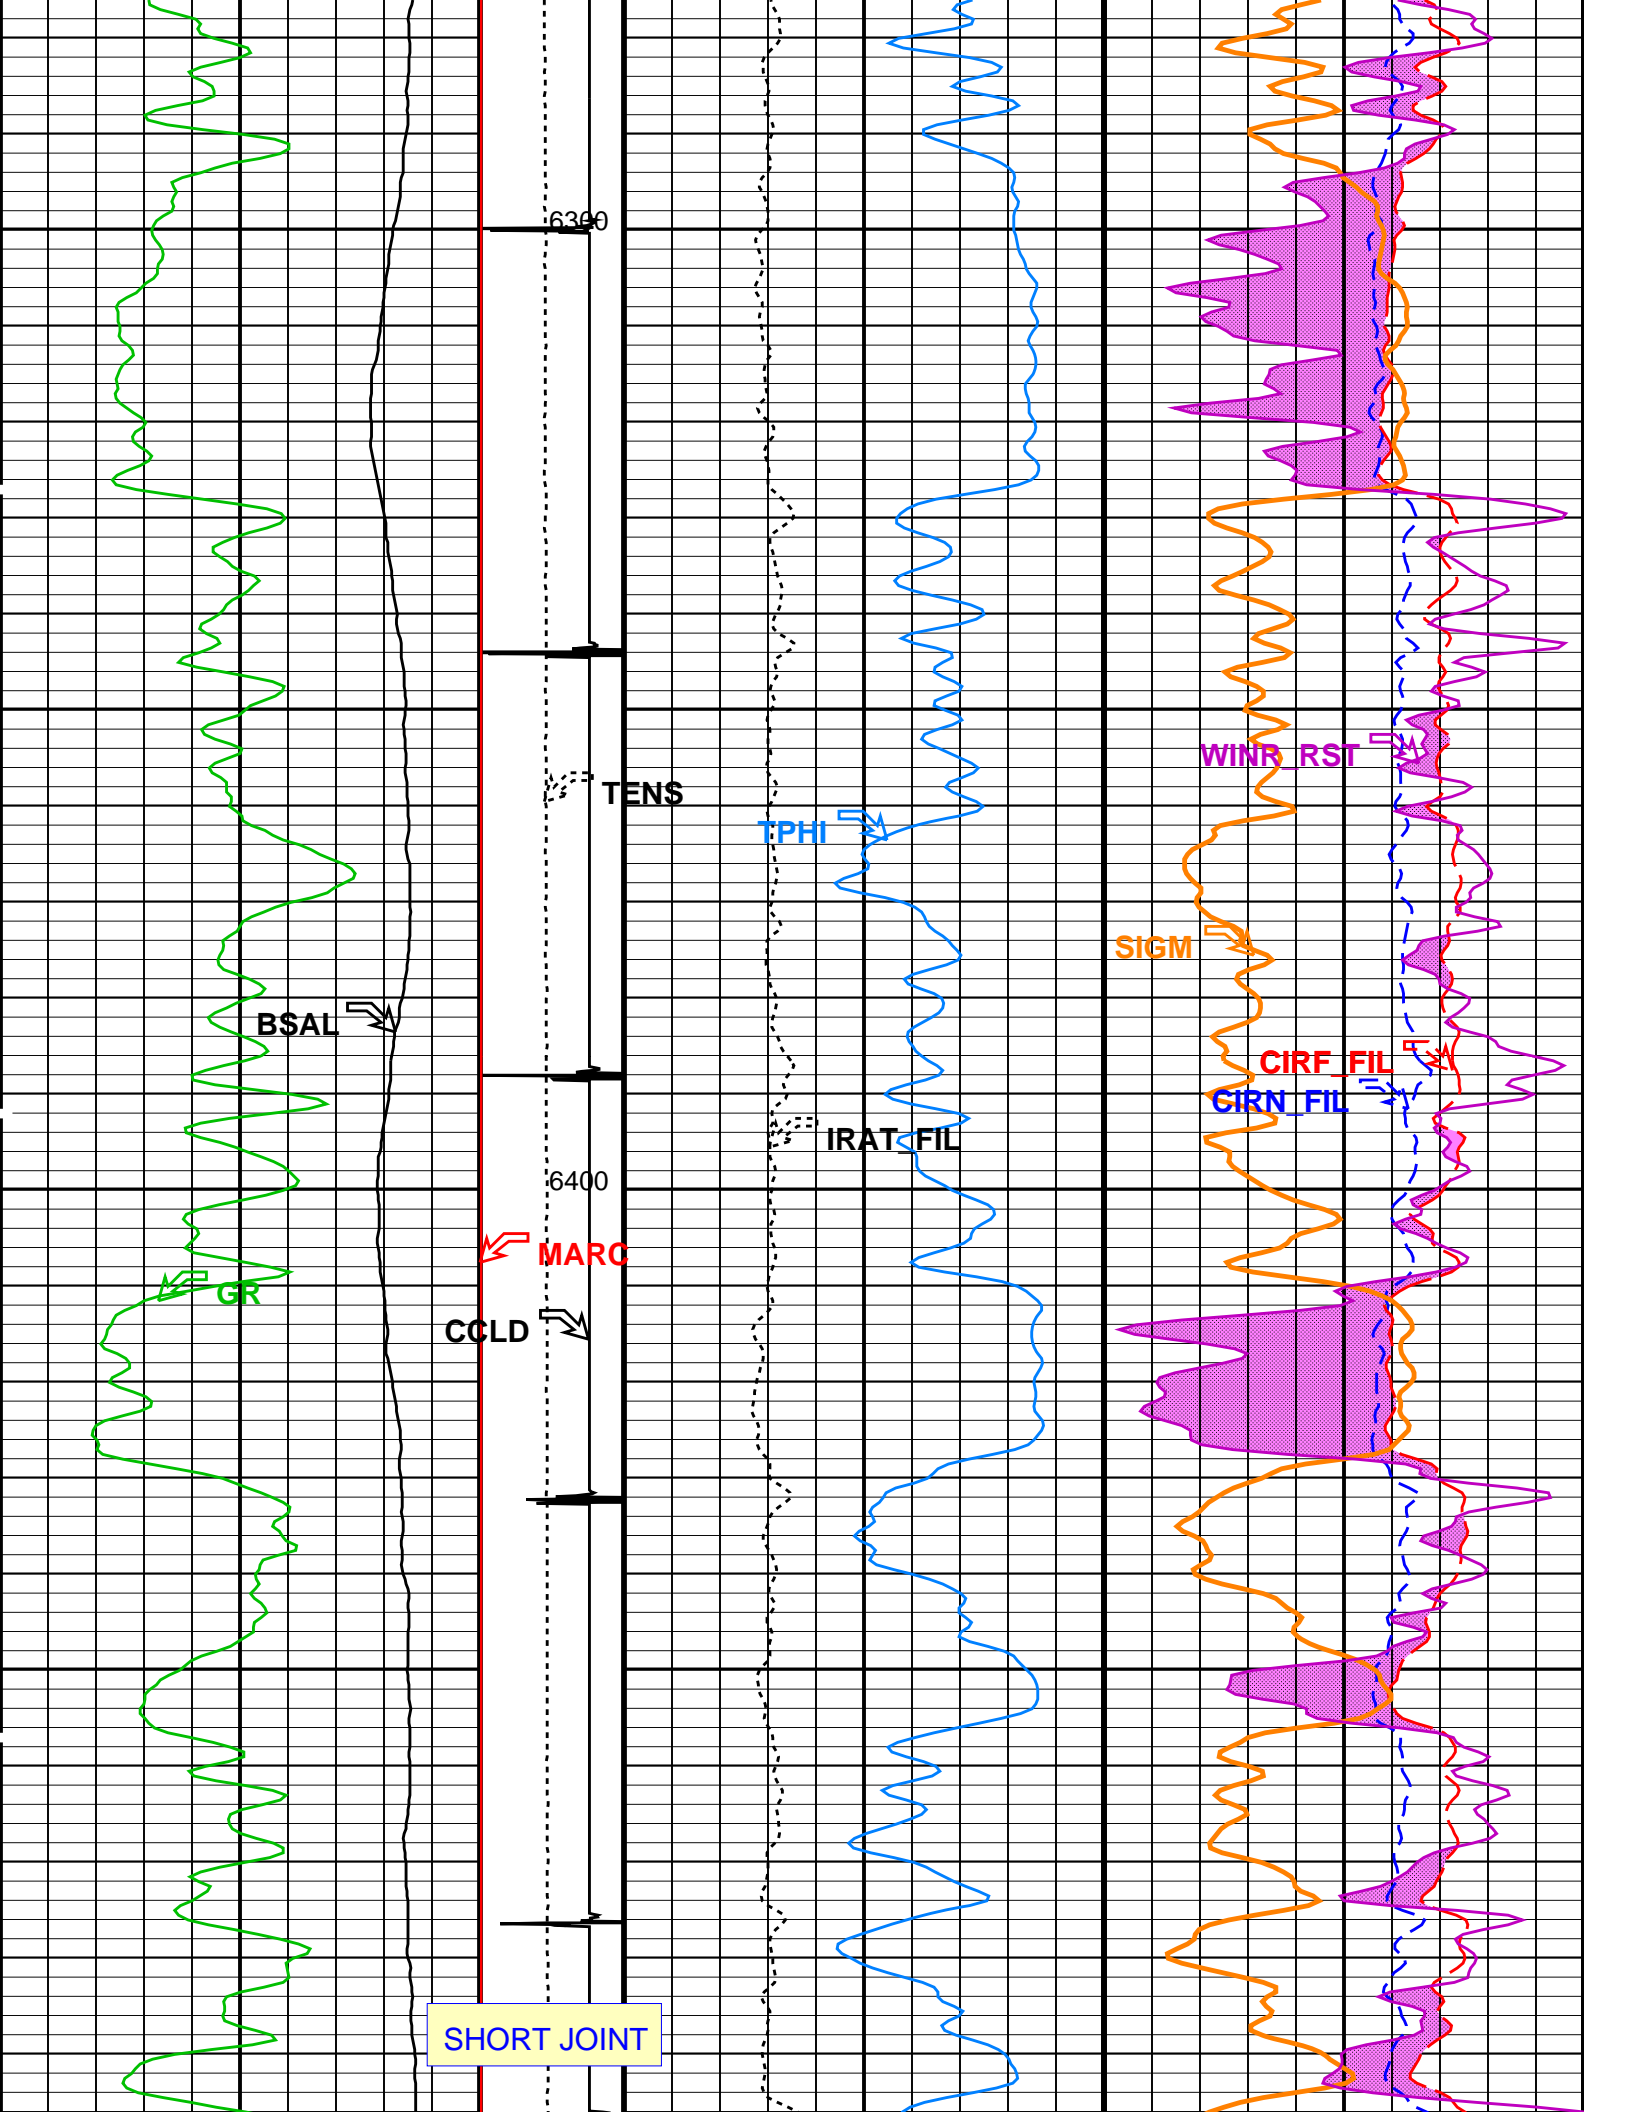 6300
WINR_RST
TENS
TPHI
SIGM
BSAL
CIRF_FIL
CIRN_FIL
IRAT_FIL
6400
MARC
GR
CCLD
SHORT JOINT